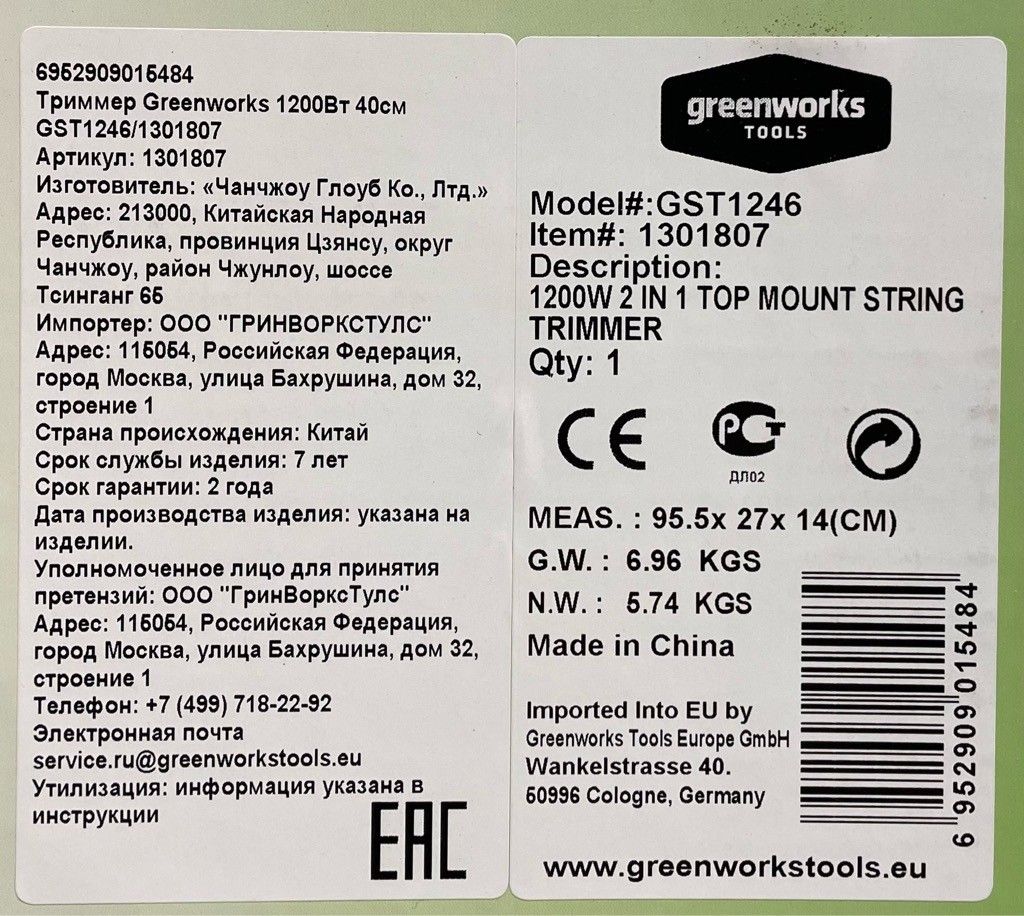 6952909015484
Триммер Greenworks 1200Вт 40см
GST1246/1301807
Артикул: 1301807
Изготовитель: «Чанчжоу Глоуб Ко., Лтд.»
Адрес: 213000, Китайская Народная
Республика, провинция Цзянсу, округ
Чанчжоу, район Чжунлоу, шоссе
Тсинганг 65
Импортер: ООО "ГРИНВОРКСТУЛС"
Адрес: 115054, Российская Федерация,
город Москва, улица Бахрушина, дом 32,
строение 1
Страна происхождения: Китай
Срок службы изделия: 7 лет
Срок гарантии: 2 года
Дата производства изделия: указана на
изделии.
Уполномоченное лицо для принятия
претензий: ООО "ГринВорксТулс"
Адрес: 115054, Российская Федерация,
город Москва, улица Бахрушина, дом 32,
строение 1
Телефон: +7 (499) 718-22-92
Электронная почта
service.ru@greenworkstools.eu
Утилизация: информация указана в
инструкции
EAC
greenworks
TOOLS
Model#:GST1246
Item#: 1301807
Description:
1200W 2 IN 1 TOP MOUNT STRING
TRIMMER
Qty: 1
CE РСТ
ДЛ02
MEAS. : 95.5x 27x 14(CM)
G.W. : 6.96 KGS
N.W. : 5.74 KGS
Made in China
Imported Into EU by
Greenworks Tools Europe GmbH
Wankelstrasse 40.
50996 Cologne, Germany
6952909015484
www.greenworkstools.eu